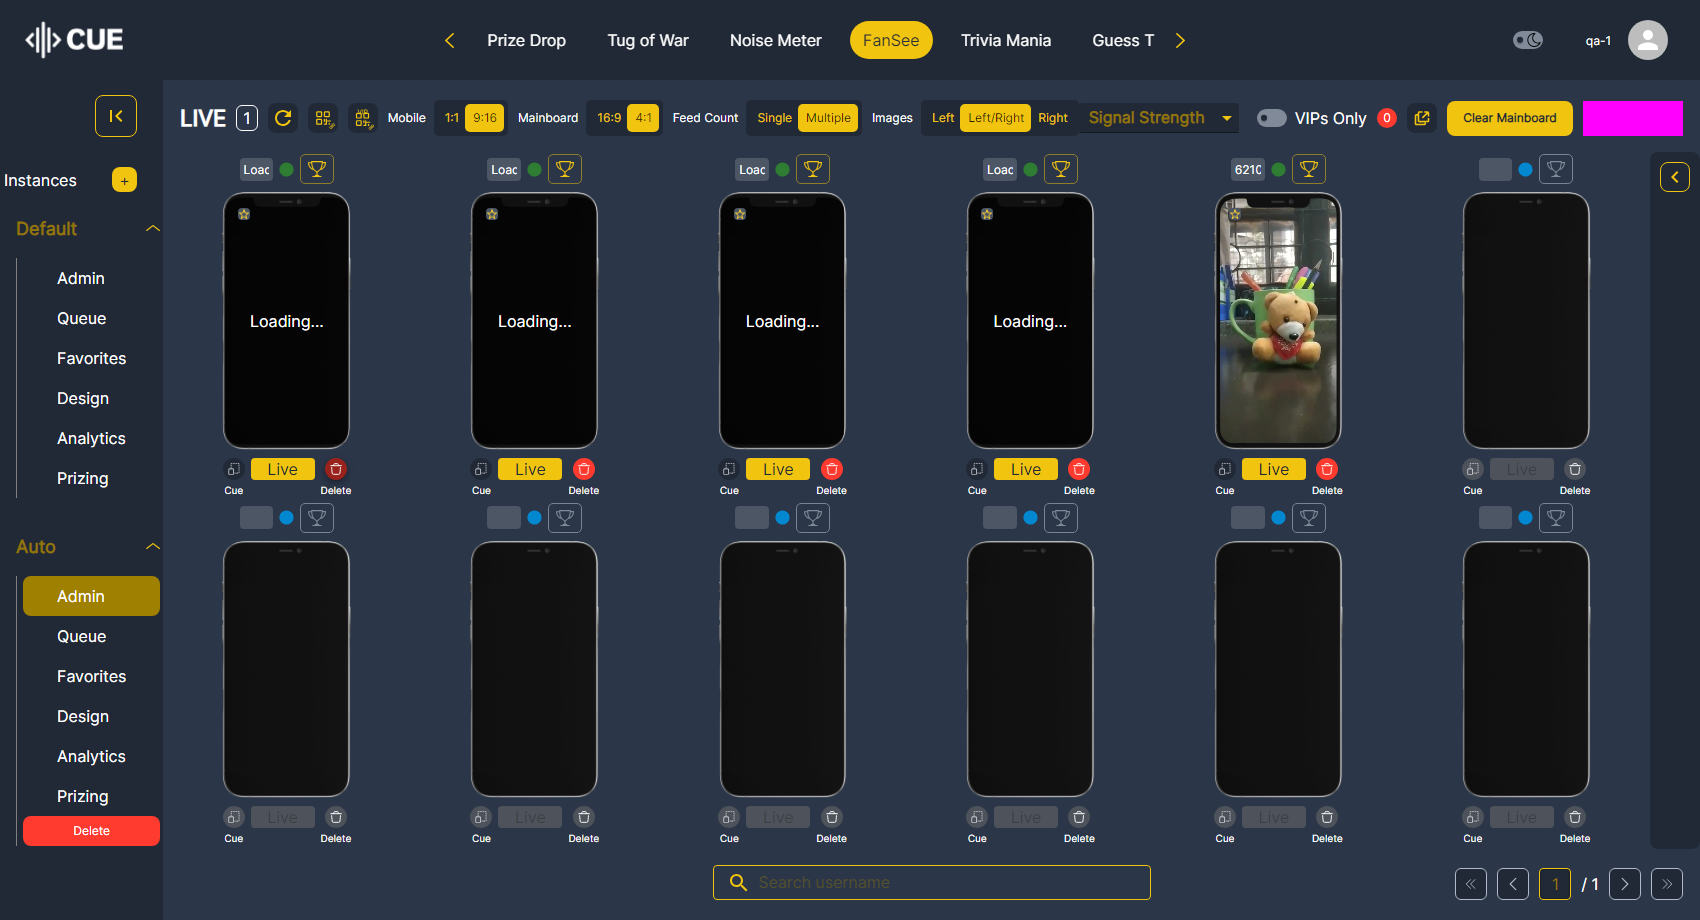 CUE
Prize Drop Tug of War Noise Meter FanSee Trivia Mania Guess T
qa-1
LIVE 1 Mobile 1:1 9:16 Mainboard 16:9 4:1 Feed Count Single Multiple Images Left Left/Right Right Signal Strength VIPs Only 0 Clear Mainboard
Instances +
Default
Admin
Queue
Favorites
Design
Analytics
Prizing
Auto
Admin
Queue
Favorites
Design
Analytics
Prizing
Delete
Loac Loac Loac Loac 621C
Loading... Loading... Loading... Loading...
Live Live Live Live Live Live
Cue Delete Cue Delete Cue Delete Cue Delete Cue Delete Cue Delete
Live Live Live Live Live Live
Cue Delete Cue Delete Cue Delete Cue Delete Cue Delete Cue Delete
Search username
1 / 1